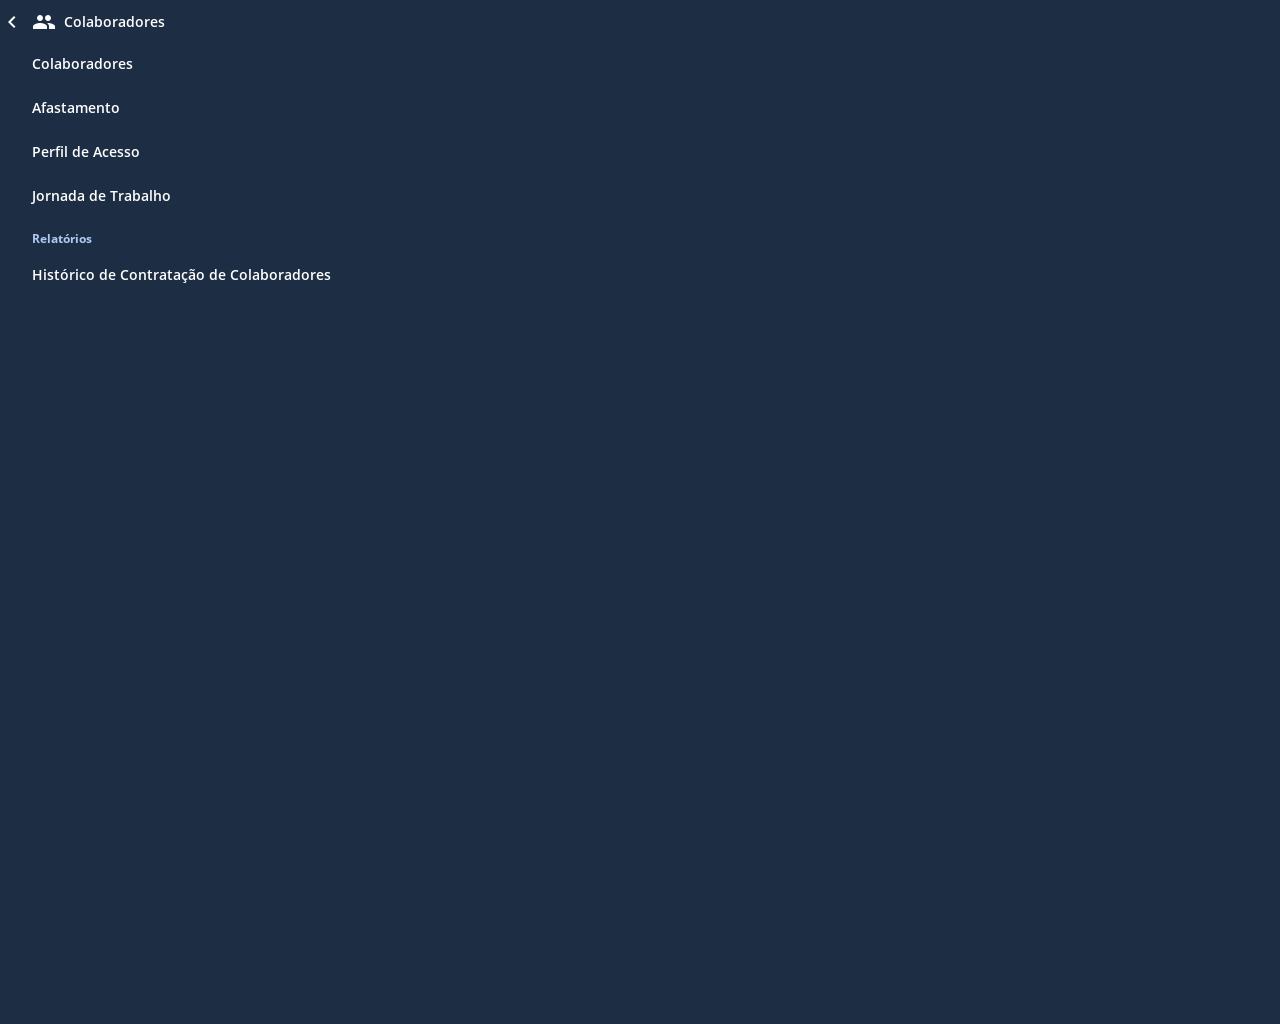 Colaboradores
Colaboradores
Afastamento
Perfil de Acesso
Jornada de Trabalho
Relatórios
Histórico de Contratação de Colaboradores